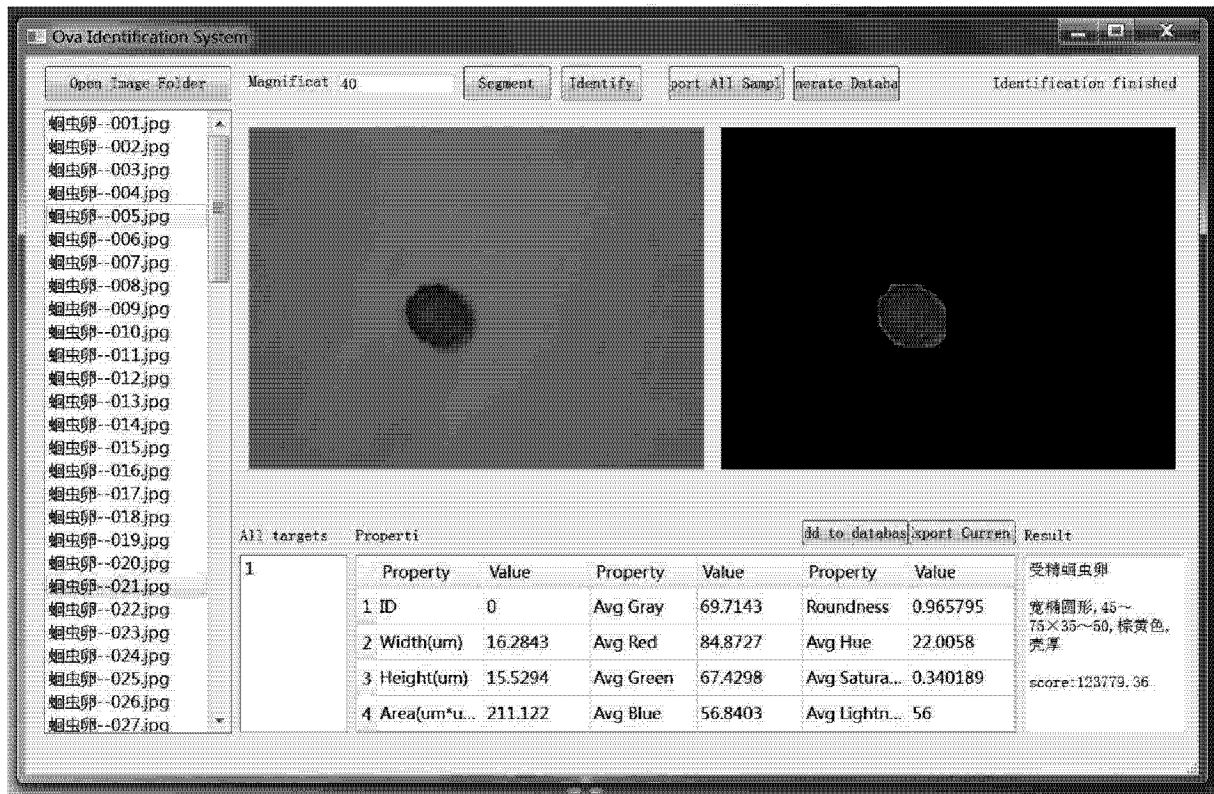 Ova Identification System
Open Image Folder
Magnificat 40
Segment
Identify
port All Sampl
nerate Databa
Identification finished
蛔虫卵--001.jpg
蛔虫卵--002.jpg
蛔虫卵--003.jpg
蛔虫卵--004.jpg
蛔虫卵--005.jpg
蛔虫卵--006.jpg
蛔虫卵--007.jpg
蛔虫卵--008.jpg
蛔虫卵--009.jpg
蛔虫卵--010.jpg
蛔虫卵--011.jpg
蛔虫卵--012.jpg
蛔虫卵--013.jpg
蛔虫卵--014.jpg
蛔虫卵--015.jpg
蛔虫卵--016.jpg
蛔虫卵--017.jpg
蛔虫卵--018.jpg
蛔虫卵--019.jpg
蛔虫卵--020.jpg
蛔虫卵--021.jpg
蛔虫卵--022.jpg
蛔虫卵--023.jpg
蛔虫卵--024.jpg
蛔虫卵--025.jpg
蛔虫卵--026.jpg
蛔虫卵--027.jpg
All targets
1
Properti
dd to databas
xport Curren
Property Value Property Value Property Value
1 ID 0 Avg Gray 69.7143 Roundness 0.965795
2 Width(um) 16.2843 Avg Red 84.8727 Avg Hue 22.0058
3 Height(um) 15.5294 Avg Green 67.4298 Avg Satura... 0.340189
4 Area(um*u... 211.122 Avg Blue 56.8403 Avg Lightn... 56
Result
受精蛔虫卵
宽椭圆形,45～
75×35～50,棕黄色,
壳厚
score:123779.36